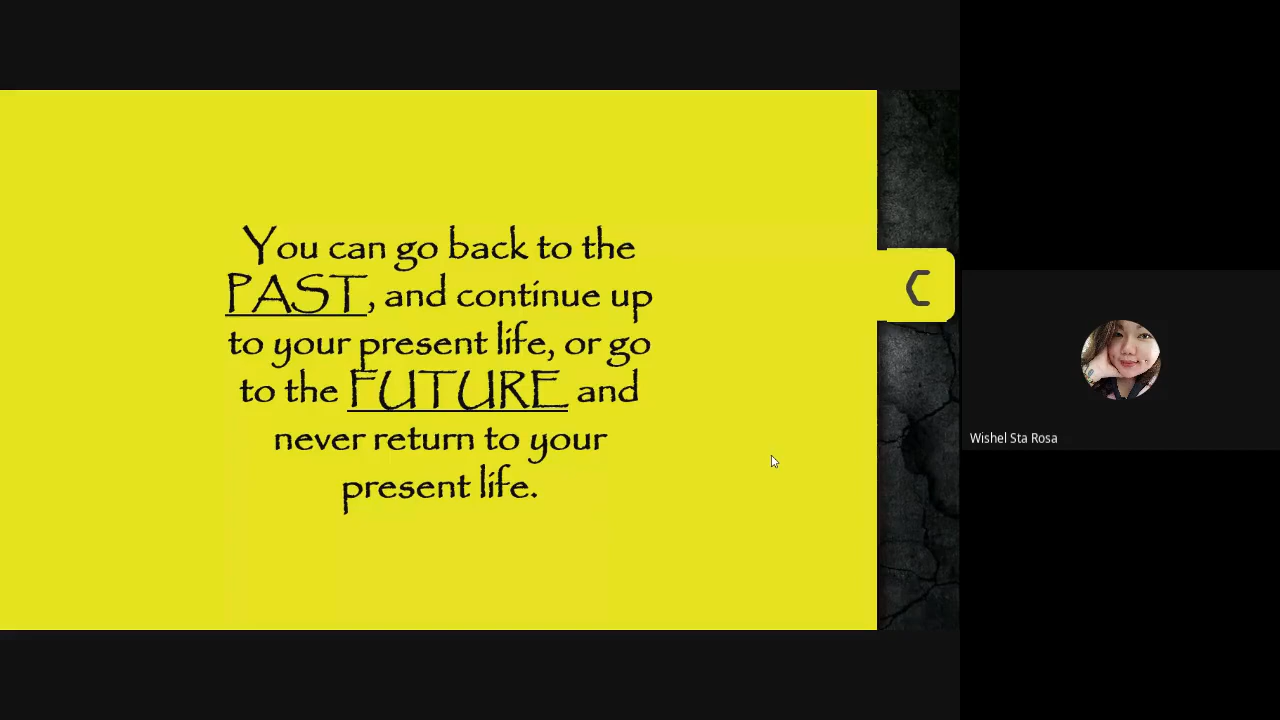 You can go back to the
PAST, and continue up
to your present life, or go
to the FUTURE and
never return to your
present life.
C
Wishel Sta Rosa